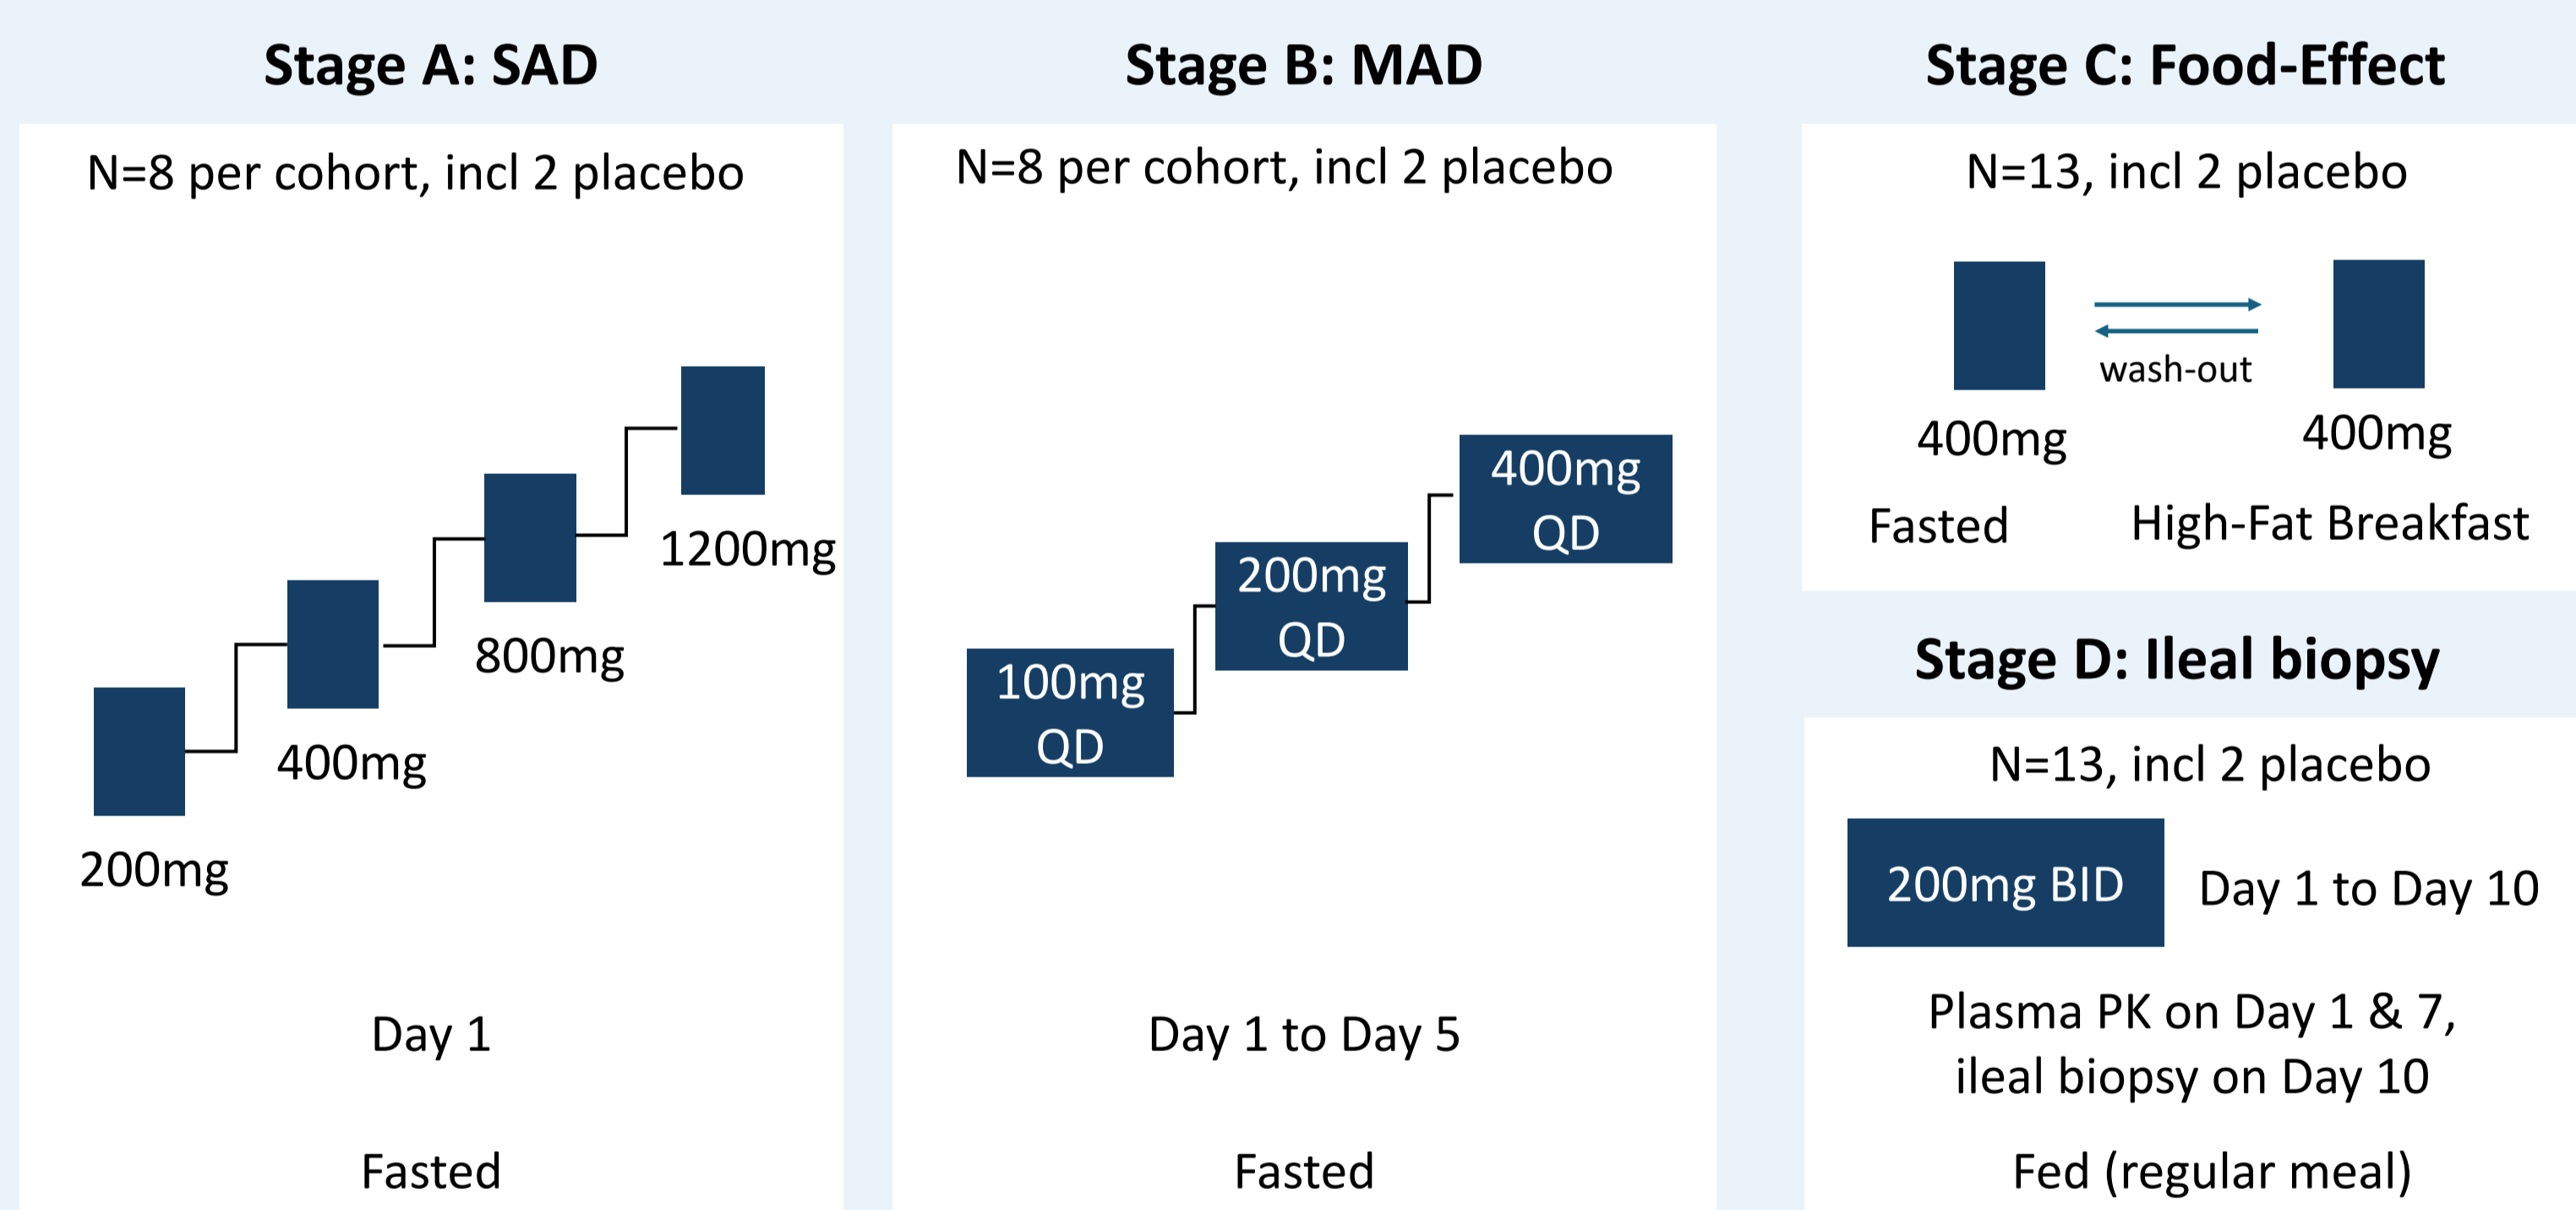 Stage A: SAD
N=8 per cohort, incl 2 placebo
200mg
400mg
800mg
1200mg
Day 1
Fasted
Stage B: MAD
N=8 per cohort, incl 2 placebo
100mg
QD
200mg
QD
400mg
QD
Day 1 to Day 5
Fasted
Stage C: Food-Effect
N=13, incl 2 placebo
wash-out
400mg
400mg
Fasted
High-Fat Breakfast
Stage D: Ileal biopsy
N=13, incl 2 placebo
200mg BID
Day 1 to Day 10
Plasma PK on Day 1 & 7,
ileal biopsy on Day 10
Fed (regular meal)